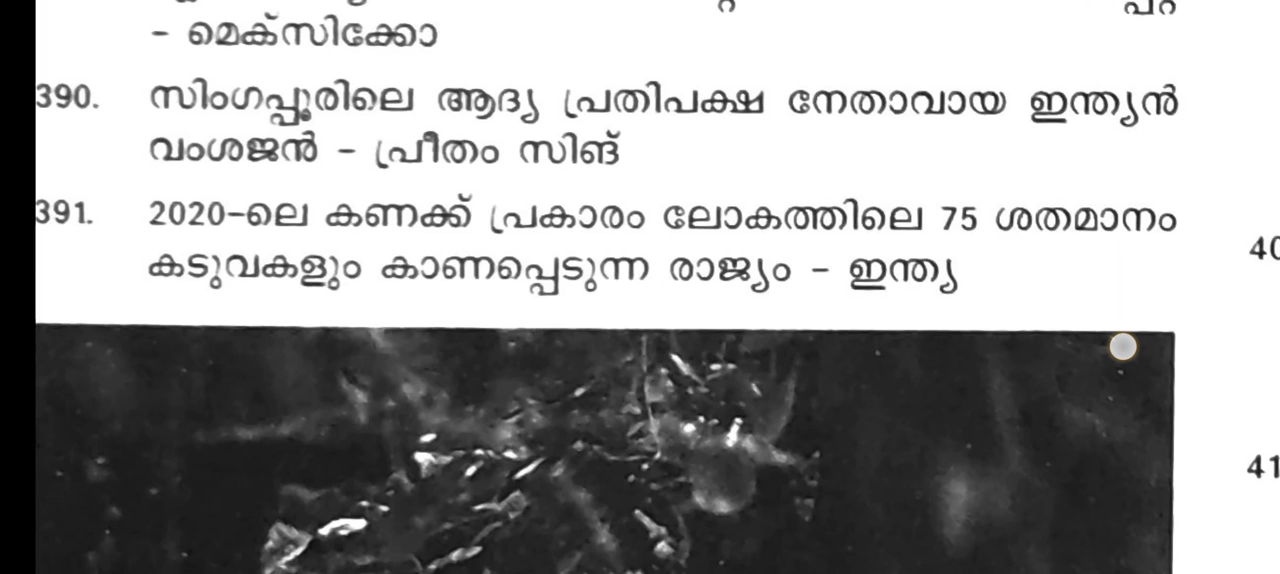 - മെക്സിക്കോ
390. സിംഗപ്പൂരിലെ ആദ്യ പ്രതിപക്ഷ നേതാവായ ഇന്ത്യൻ
വംശജൻ - പ്രീതം സിങ്
391. 2020-ലെ കണക്ക് പ്രകാരം ലോകത്തിലെ 75 ശതമാനം
കടുവകളും കാണപ്പെടുന്ന രാജ്യം - ഇന്ത്യ
40
41